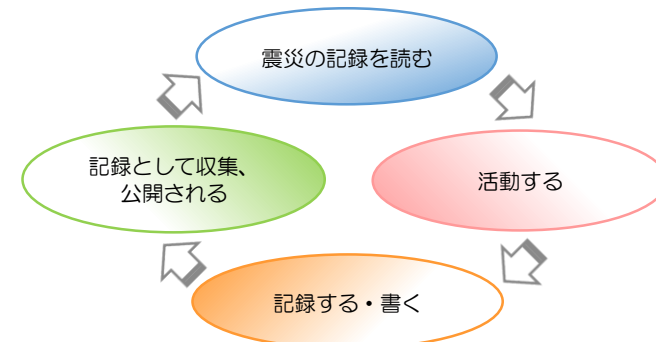 震災の記録を読む
活動する
記録する・書く
記録として収集、
公開される